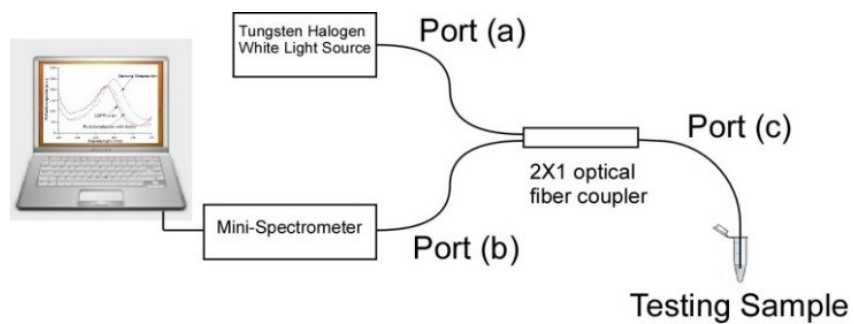 Tungsten Halogen
White Light Source
Port (a)
Port (c)
2X1 optical
fiber coupler
Mini-Spectrometer
Port (b)
Testing Sample